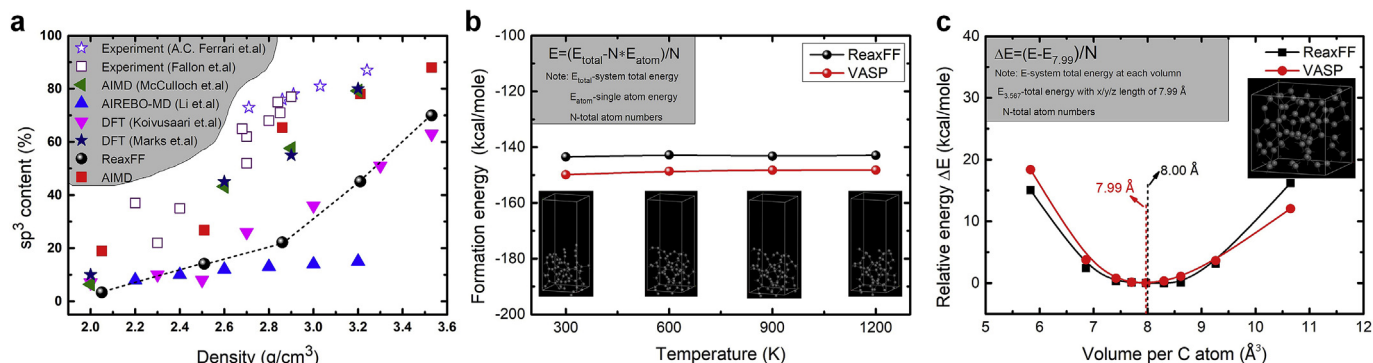 a
sp3 content (%)
100
80
60
40
20
0
Experiment (A.C. Ferrari et.al)
Experiment (Fallon et.al)
AIMD (McCulloch et.al)
AIREBO-MD (Li et.al)
DFT (Koivusaari et.al)
DFT (Marks et.al)
ReaxFF
AIMD
2.0 2.2 2.4 2.6 2.8 3.0 3.2 3.4 3.6
Density (g/cm3)
b
Formation energy (kcal/mole)
-100
-120
-140
-160
-180
-200
E=(Etotal-N*Eatom)/N
Note: Etotal-system total energy
Eatom-single atom energy
N-total atom numbers
ReaxFF
VASP
300 600 900 1200
Temperature (K)
c
Relative energy ΔE (kcal/mole)
40
30
20
10
0
ΔE=(E-E7.99)/N
Note: E-system total energy at each volumn
E3.567-total energy with x/y/z length of 7.99 Å
N-total atom numbers
ReaxFF
VASP
8.00 Å
7.99 Å
5 6 7 8 9 10 11 12
Volume per C atom (Å3)